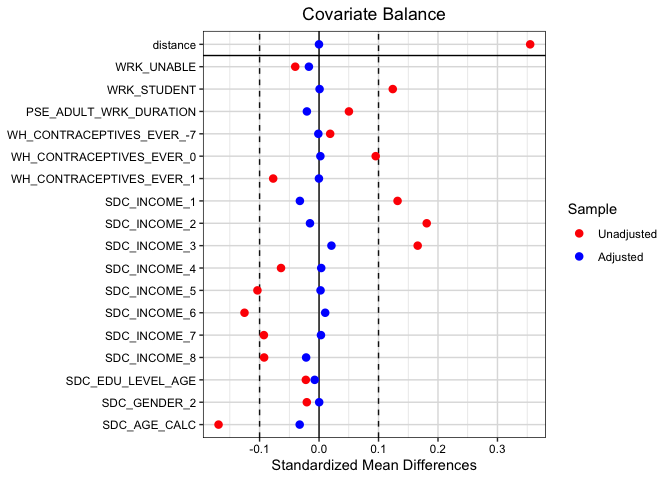 Covariate Balance
distance
WRK_UNABLE
WRK_STUDENT
PSE_ADULT_WRK_DURATION
WH_CONTRACEPTIVES_EVER_-7
WH_CONTRACEPTIVES_EVER_0
WH_CONTRACEPTIVES_EVER_1
SDC_INCOME_1
SDC_INCOME_2
SDC_INCOME_3
SDC_INCOME_4
SDC_INCOME_5
SDC_INCOME_6
SDC_INCOME_7
SDC_INCOME_8
SDC_EDU_LEVEL_AGE
SDC_GENDER_2
SDC_AGE_CALC
-0.1 0.0 0.1 0.2 0.3
Standardized Mean Differences
Sample
Unadjusted
Adjusted